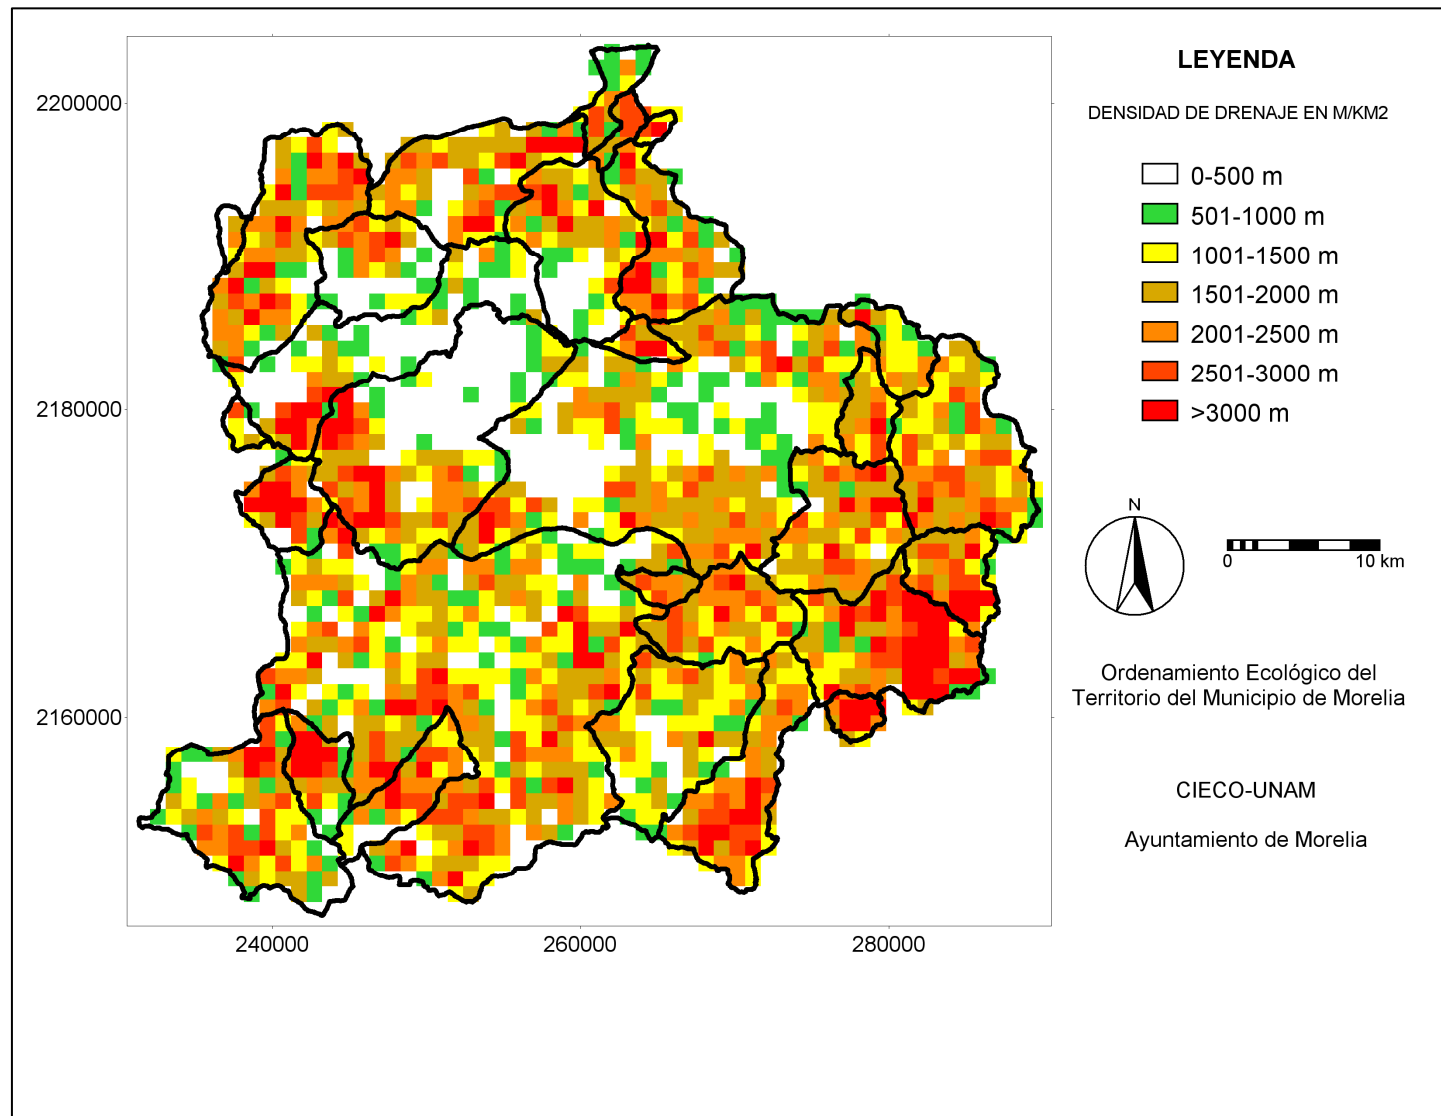 LEYENDA
DENSIDAD DE DRENAJE EN M/KM2
0-500 m
501-1000 m
1001-1500 m
1501-2000 m
2001-2500 m
2501-3000 m
>3000 m
N
0 10 km
Ordenamiento Ecológico del
Territorio del Municipio de Morelia
CIECO-UNAM
Ayuntamiento de Morelia
2200000
2180000
2160000
240000 260000 280000